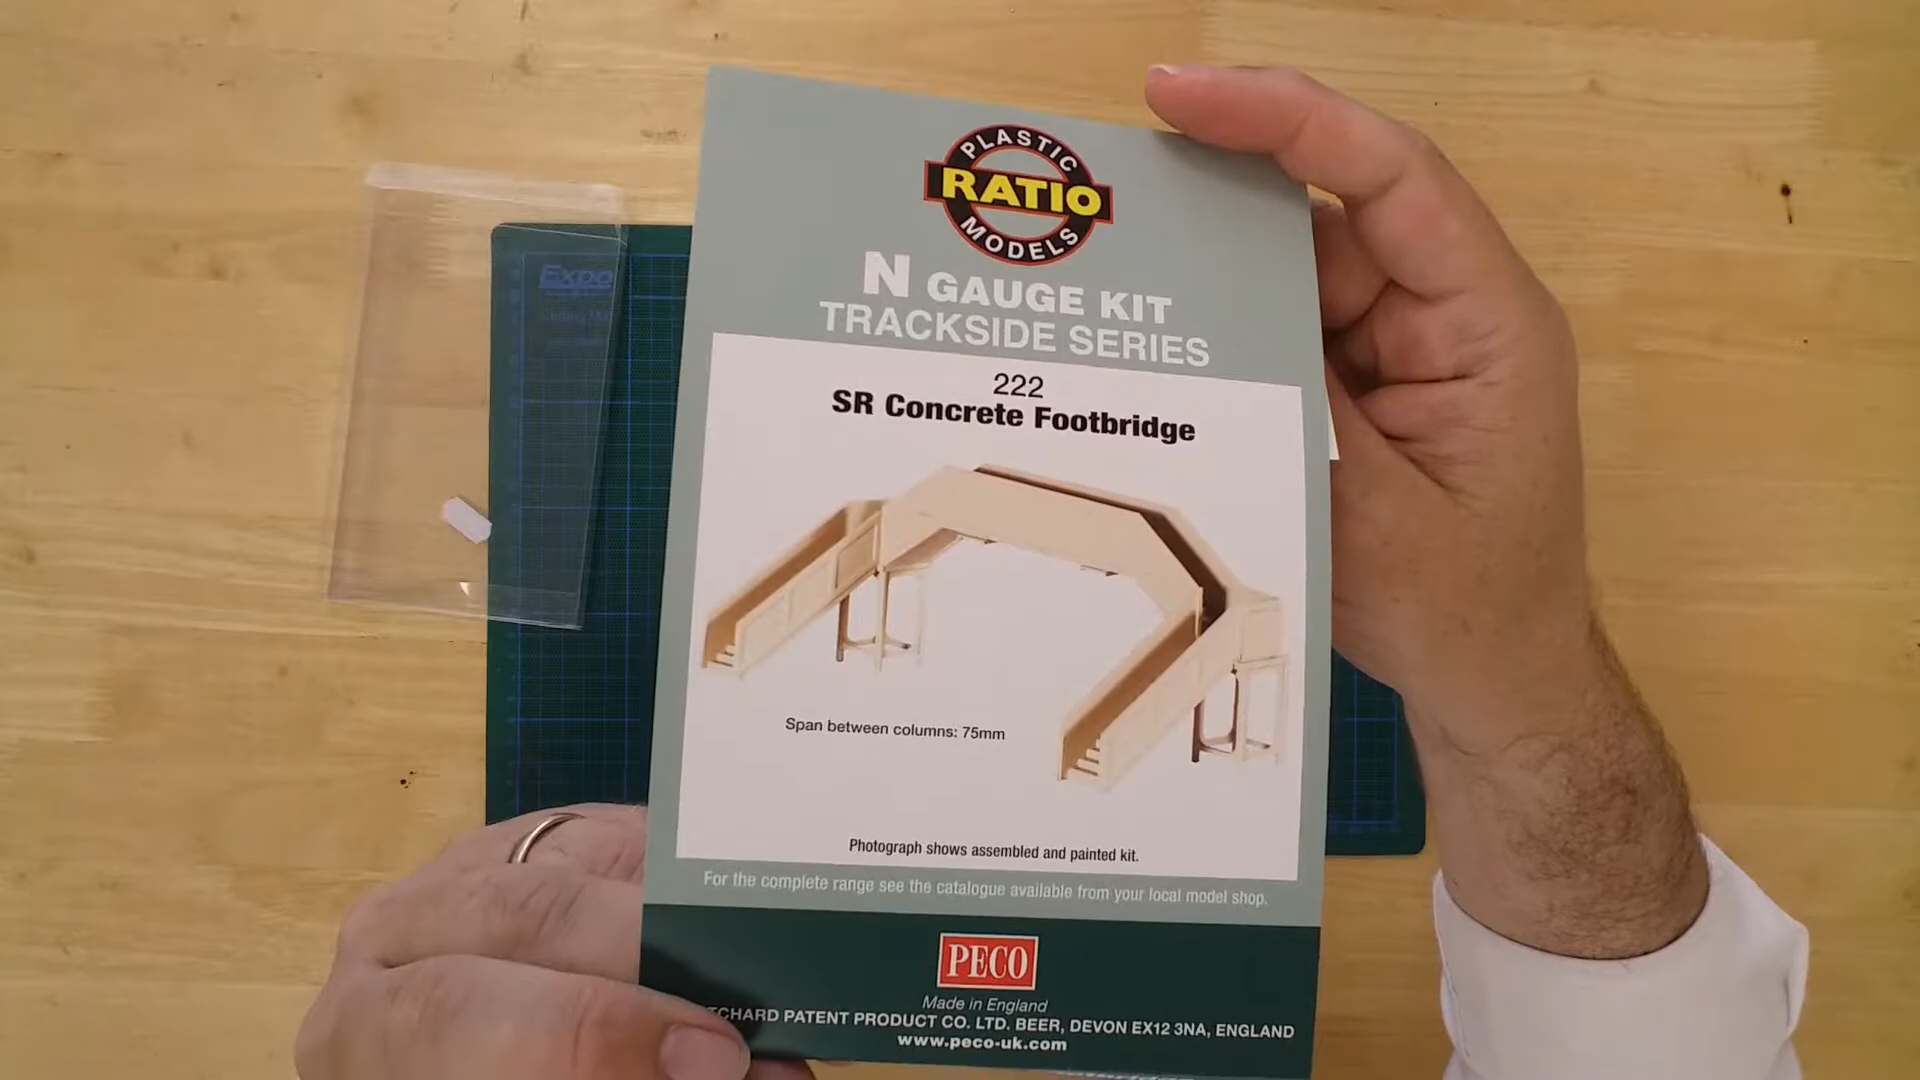 PLASTIC
RATIO
MODELS
N GAUGE KIT
TRACKSIDE SERIES
222
SR Concrete Footbridge
Span between columns: 75mm
Photograph shows assembled and painted kit.
For the complete range see the catalogue available from your local model shop.
PECO
Made in England
TCHARD PATENT PRODUCT CO. LTD. BEER, DEVON EX12 3NA, ENGLAND
www.peco-uk.com
Expo